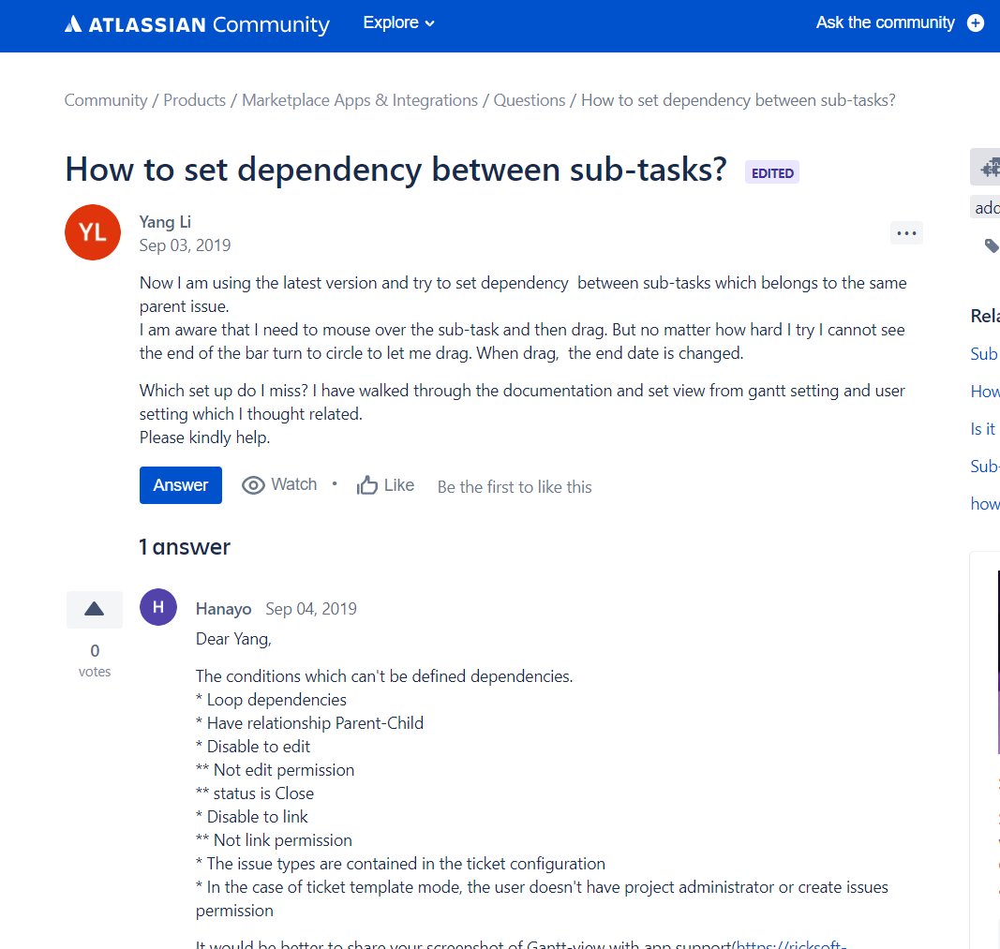 ATLASSIAN Community
Explore
Ask the community
Community / Products / Marketplace Apps & Integrations / Questions / How to set dependency between sub-tasks?
How to set dependency between sub-tasks?
EDITED
YL
Yang Li
Sep 03, 2019
Now I am using the latest version and try to set dependency  between sub-tasks which belongs to the same
parent issue.
I am aware that I need to mouse over the sub-task and then drag. But no matter how hard I try I cannot see
the end of the bar turn to circle to let me drag. When drag,  the end date is changed.
Which set up do I miss? I have walked through the documentation and set view from gantt setting and user
setting which I thought related.
Please kindly help.
Answer
Watch
•
Like
Be the first to like this
1 answer
0
votes
H
Hanayo
Sep 04, 2019
Dear Yang,
The conditions which can't be defined dependencies.
* Loop dependencies
* Have relationship Parent-Child
* Disable to edit
** Not edit permission
** status is Close
* Disable to link
** Not link permission
* The issue types are contained in the ticket configuration
* In the case of ticket template mode, the user doesn't have project administrator or create issues
permission
It would be better to share your screenshot of Gantt-view with app support(https://ricksoft-
Sub
How
Is it
Sub-
how